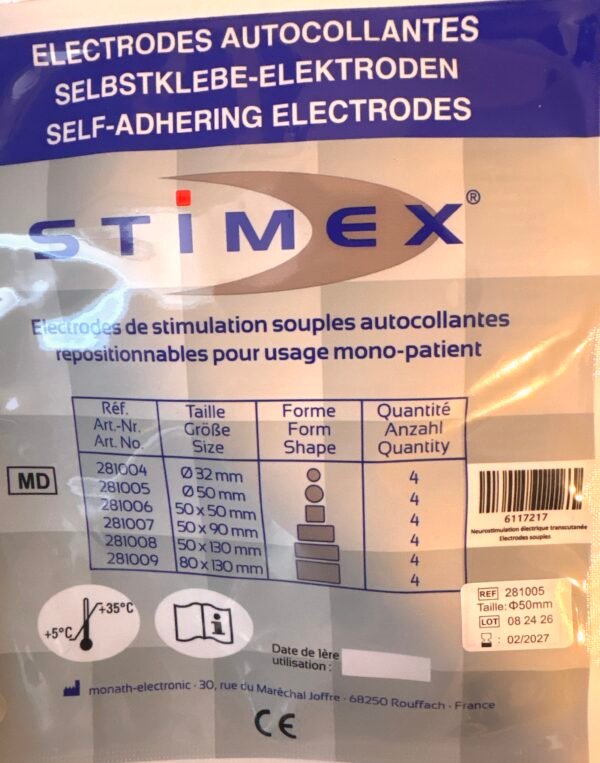 ELECTRODES AUTOCOLLANTES
SELBSTKLEBE-ELEKTRODEN
SELF-ADHERING ELECTRODES
STIMEX®
Electrodes de stimulation souples autocollantes
repositionnables pour usage mono-patient
Réf. Taille Forme Quantité
Art.-Nr. Größe Form Anzahl
Art. No. Size Shape Quantity
281004 Ø 32 mm 4
281005 Ø 50 mm 4
281006 50 x 50 mm 4
281007 50 x 90 mm 4
281008 50 x 130 mm 4
281009 80 x 130 mm 4
MD
6117217
Neurostimulation électrique transcutanée
Electrodes souples
REF 281005
Taille: Φ50mm
LOT 08 24 26
: 02/2027
+35°C
+5°C
i
Date de 1ère
utilisation :
monath-electronic · 30, rue du Maréchal Joffre · 68250 Rouffach · France
CE